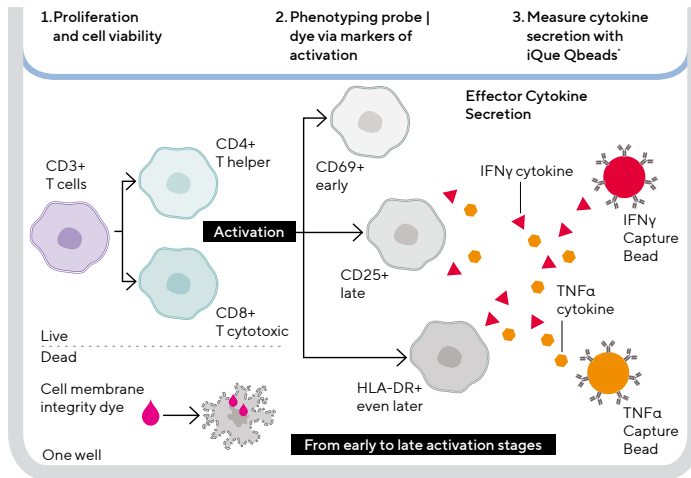 1.Proliferation
and cell viability
2. Phenotyping probe |
dye via markers of
activation
3. Measure cytokine
secretion with
iQue Qbeads®
Effector Cytokine
Secretion
CD3+
T cells
CD4+
T helper
CD8+
T cytotoxic
Activation
CD69+
early
CD25+
late
HLA-DR+
even later
IFNγ cytokine
IFNγ
Capture
Bead
TNFα
cytokine
TNFα
Capture
Bead
Live
Dead
Cell membrane
integrity dye
One well
From early to late activation stages